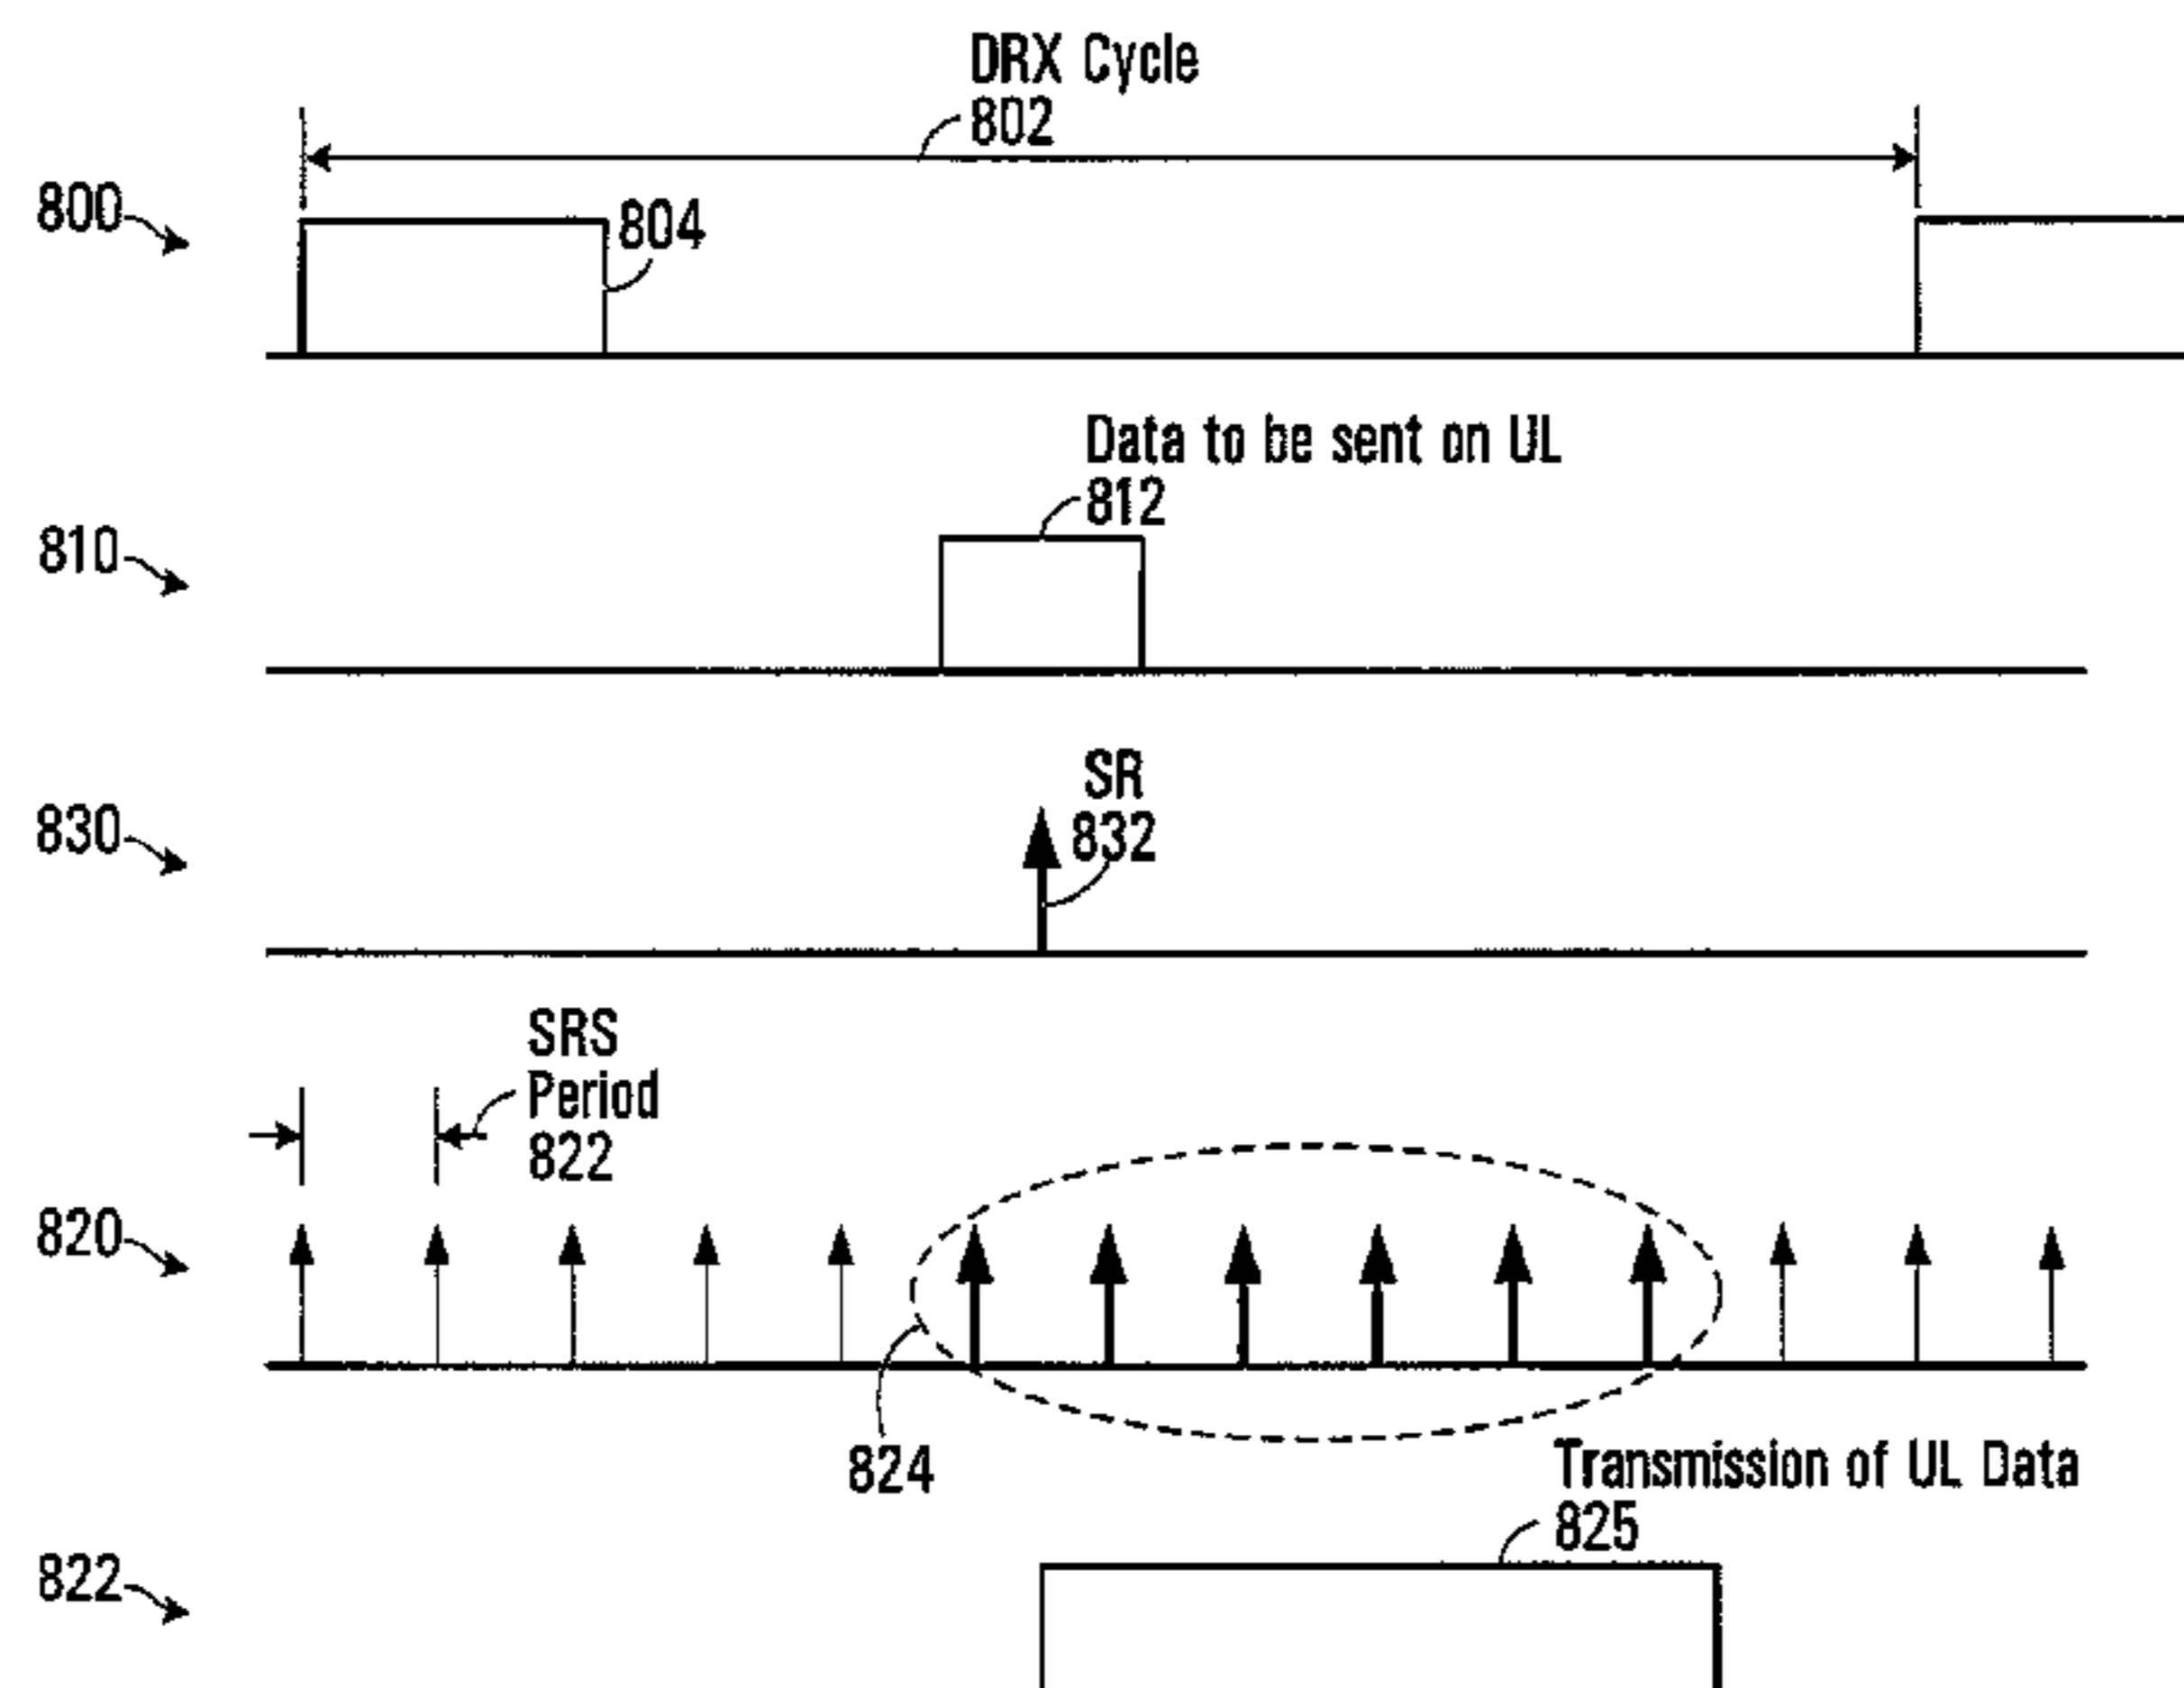 DRX Cycle
802
800
804
Data to be sent on UL
812
810
SR
832
830
SRS
Period
822
820
824
Transmission of UL Data
825
822